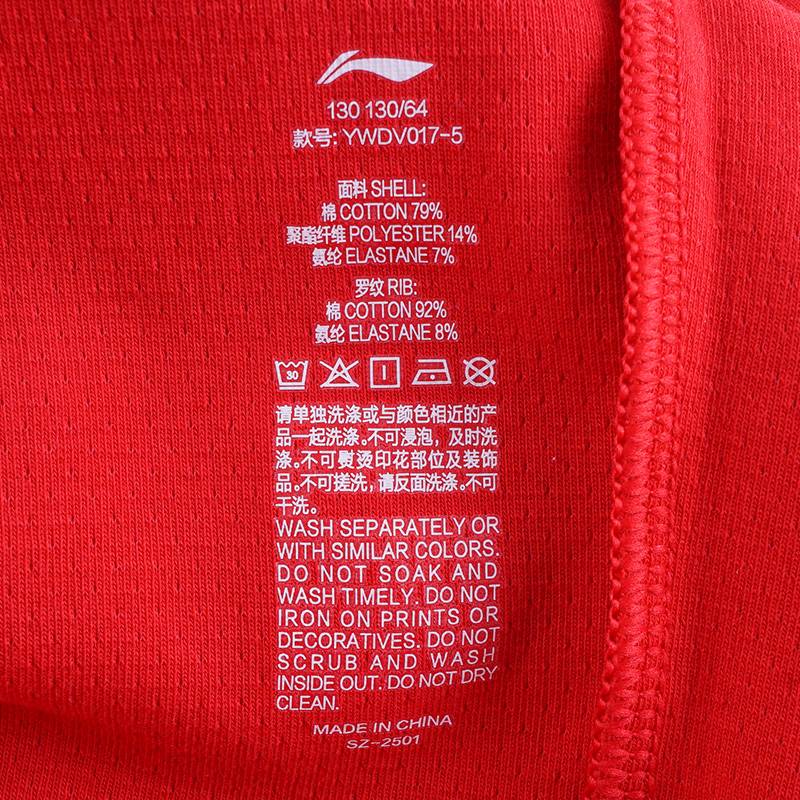 130 130/64
款号: YWDV017-5
面料 SHELL:
棉 COTTON 79%
聚酯纤维 POLYESTER 14%
氨纶 ELASTANE 7%
罗纹 RIB:
棉 COTTON 92%
氨纶 ELASTANE 8%
30
请单独洗涤或与颜色相近的产
品一起洗涤。不可浸泡，及时洗
涤。不可熨烫印花部位及装饰
品。不可搓洗，请反面洗涤。不可
干洗。
WASH SEPARATELY OR
WITH SIMILAR COLORS.
DO NOT SOAK AND
WASH TIMELY. DO NOT
IRON ON PRINTS OR
DECORATIVES. DO NOT
SCRUB AND WASH
INSIDE OUT. DO NOT DRY
CLEAN.
MADE IN CHINA
SZ-2501